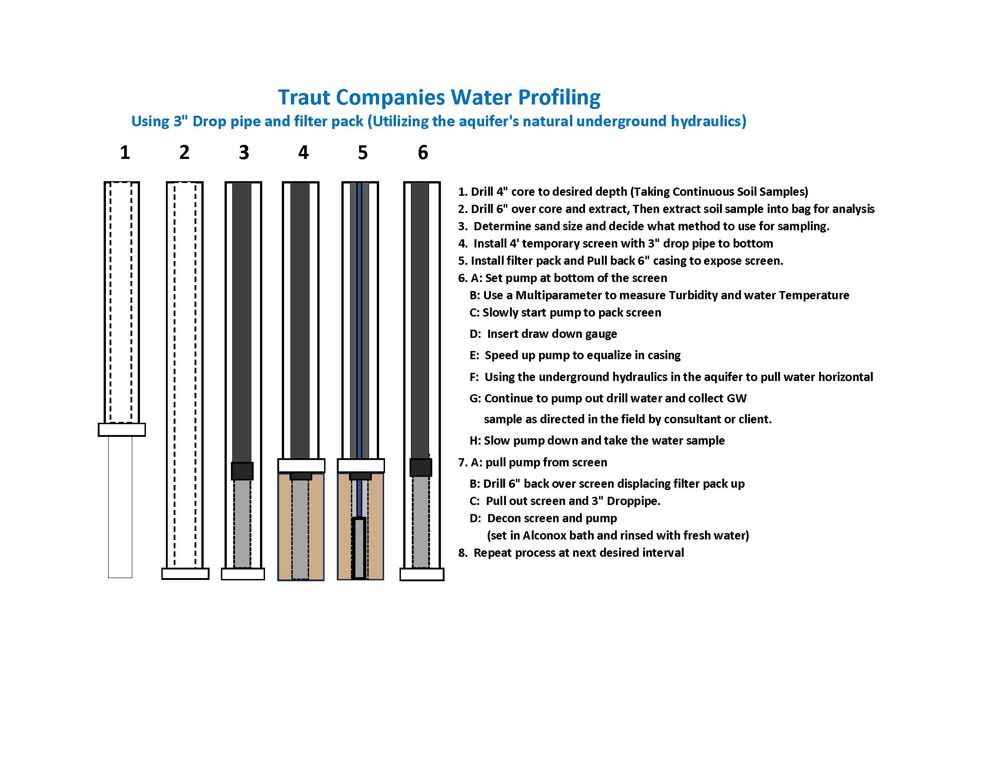 Traut Companies Water Profiling
Using 3" Drop pipe and filter pack (Utilizing the aquifer's natural underground hydraulics)
1 2 3 4 5 6
1. Drill 4" core to desired depth (Taking Continuous Soil Samples)
2. Drill 6" over core and extract, Then extract soil sample into bag for analysis
3. Determine sand size and decide what method to use for sampling.
4. Install 4' temporary screen with 3" drop pipe to bottom
5. Install filter pack and Pull back 6" casing to expose screen.
6. A: Set pump at bottom of the screen
B: Use a Multiparameter to measure Turbidity and water Temperature
C: Slowly start pump to pack screen
D: Insert draw down gauge
E: Speed up pump to equalize in casing
F: Using the underground hydraulics in the aquifer to pull water horizontal
G: Continue to pump out drill water and collect GW
sample as directed in the field by consultant or client.
H: Slow pump down and take the water sample
7. A: pull pump from screen
B: Drill 6" back over screen displacing filter pack up
C: Pull out screen and 3" Droppipe.
D: Decon screen and pump
(set in Alconox bath and rinsed with fresh water)
8. Repeat process at next desired interval